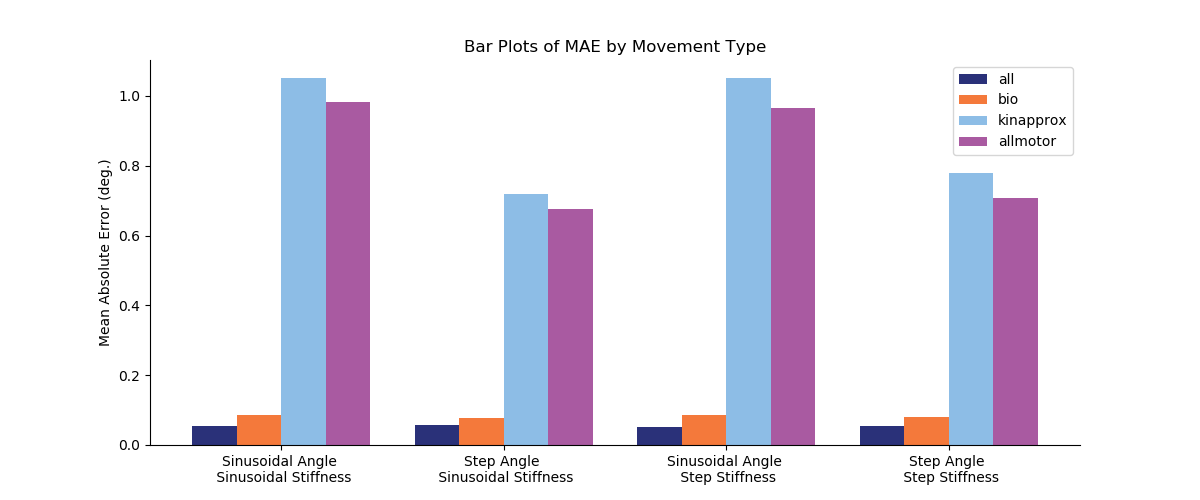 Bar Plots of MAE by Movement Type
all
bio
kinapprox
allmotor
Mean Absolute Error (deg.)
1.0
0.8
0.6
0.4
0.2
0.0
Sinusoidal Angle
Sinusoidal Stiffness
Step Angle
Sinusoidal Stiffness
Sinusoidal Angle
Step Stiffness
Step Angle
Step Stiffness